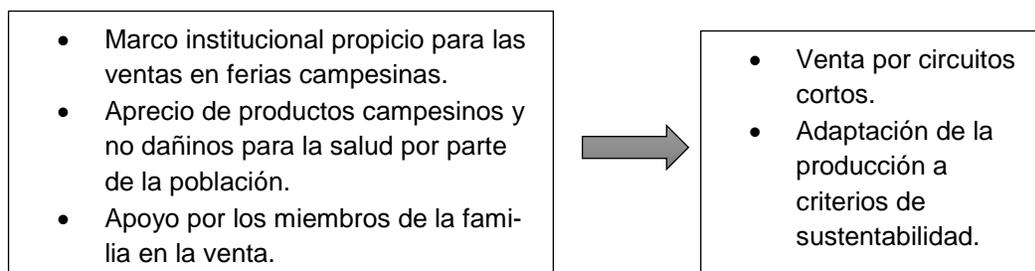 • Marco institucional propicio para las
ventas en ferias campesinas.
• Aprecio de productos campesinos y
no dañinos para la salud por parte
de la población.
• Apoyo por los miembros de la fami-
lia en la venta.
• Venta por circuitos
cortos.
• Adaptación de la
producción a
criterios de
sustentabilidad.